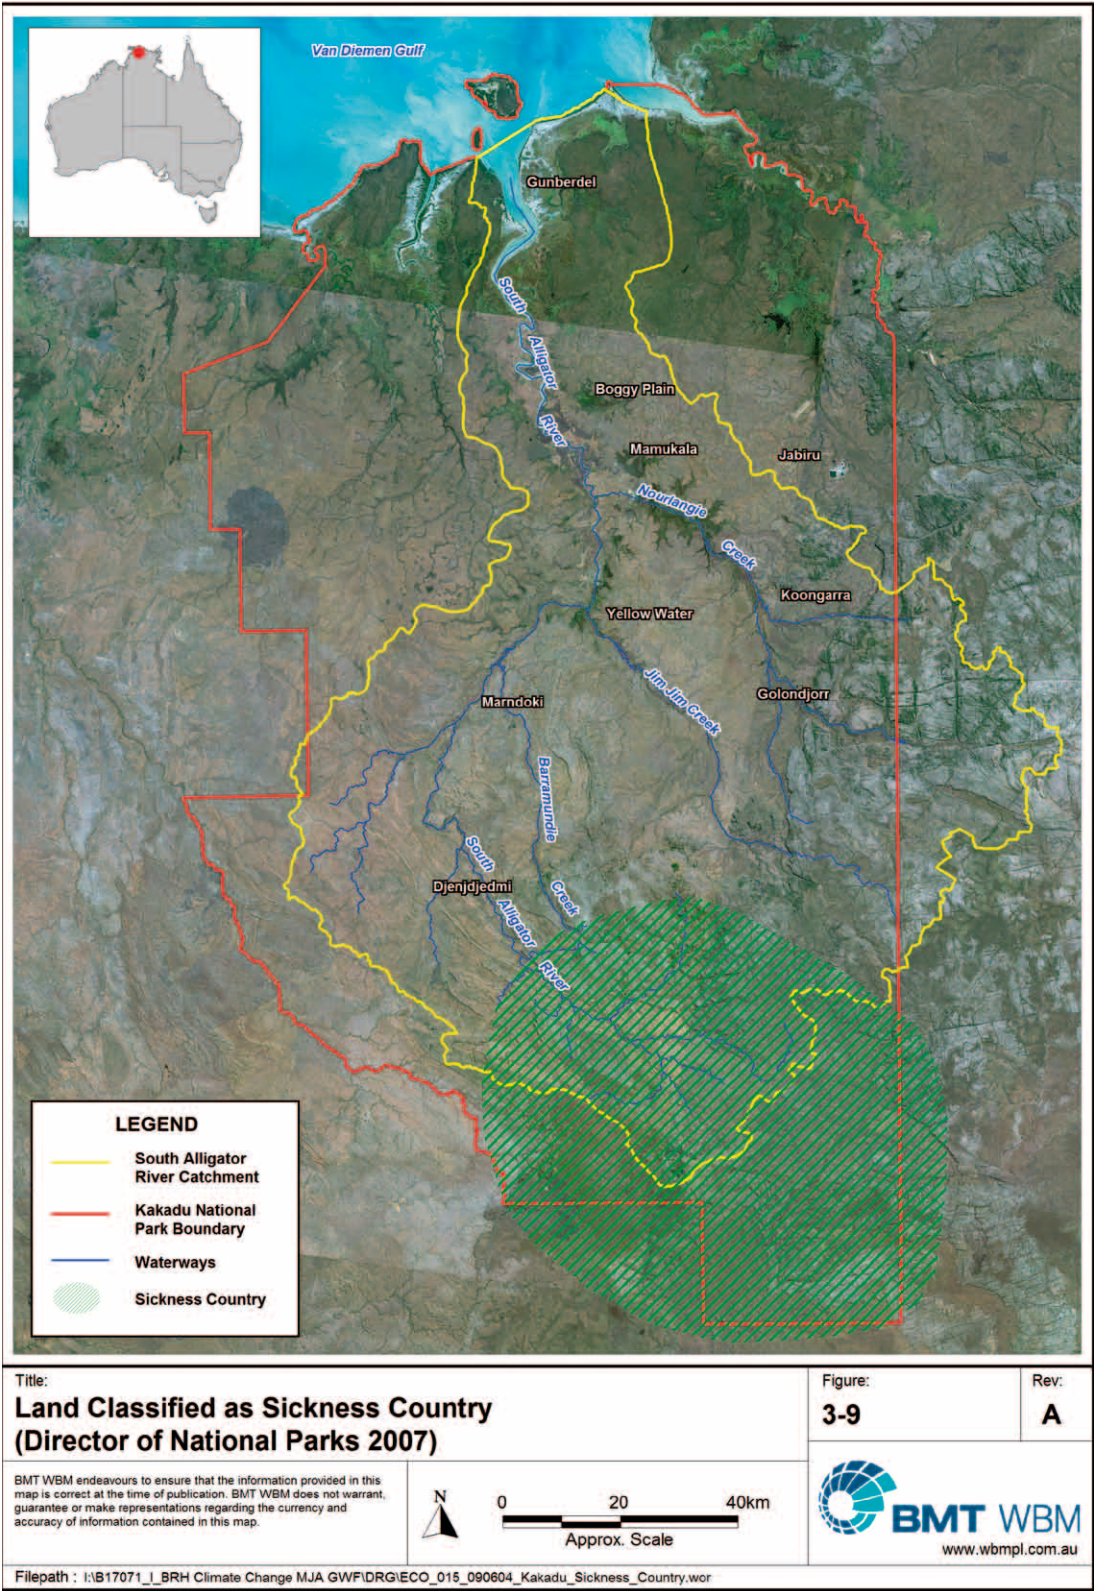 Van Diemen Gulf
Gunberdel
South
Alligator
River
Boggy Plain
Mamukala
Jabiru
Nourlangie
Creek
Koongarra
Yellow Water
Jim Jim Creek
Golondjorr
Marndoki
Barramundie
Creek
South
Alligator
River
Djenjdjedmi
LEGEND
South Alligator
River Catchment
Kakadu National
Park Boundary
Waterways
Sickness Country
Title:
Land Classified as Sickness Country
(Director of National Parks 2007)
Figure:
3-9
Rev:
A
BMT WBM endeavours to ensure that the information provided in this
map is correct at the time of publication. BMT WBM does not warrant,
guarantee or make representations regarding the currency and
accuracy of information contained in this map.
N
0 20 40km
Approx. Scale
BMT WBM
www.wbmpl.com.au
Filepath : I:\B17071_I_BRH Climate Change MJA GWF\DRG\ECO_015_090604_Kakadu_Sickness_Country.wor